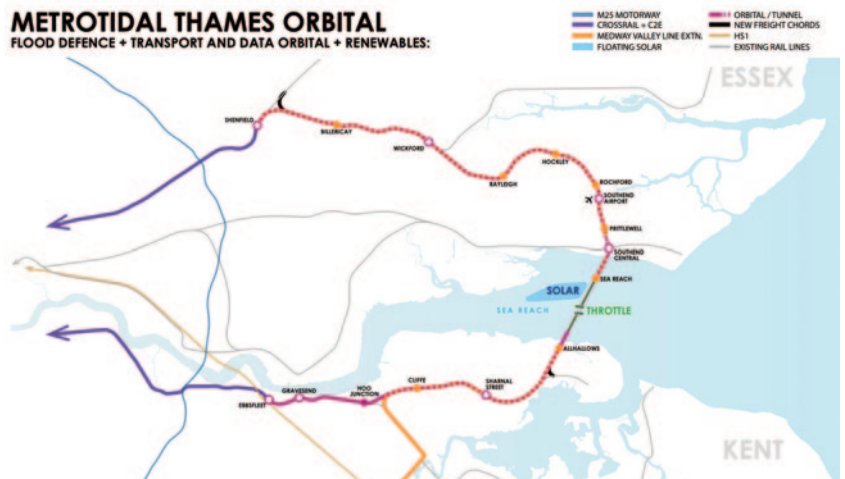 METROTIDAL THAMES ORBITAL
FLOOD DEFENCE + TRANSPORT AND DATA ORBITAL + RENEWABLES:
M25 MOTORWAY
CROSSRAIL + C2E
MEDWAY VALLEY LINE EXTN.
FLOATING SOLAR
ORBITAL / TUNNEL
NEW FREIGHT CHORDS
HS1
EXISTING RAIL LINES
ESSEX
SHENFIELD
BILLERICAY
WICKFORD
HOCKLEY
RAYLEIGH
ROCHFORD
SOUTHEND
AIRPORT
PRITTLEWELL
SOUTHEND
CENTRAL
SEA REACH
SOLAR
SEA REACH
THROTTLE
ALLHALLOWS
CLIFFE
SHARNAL
STREET
HOO
JUNCTION
GRAVESEND
EBBSFLEET
KENT